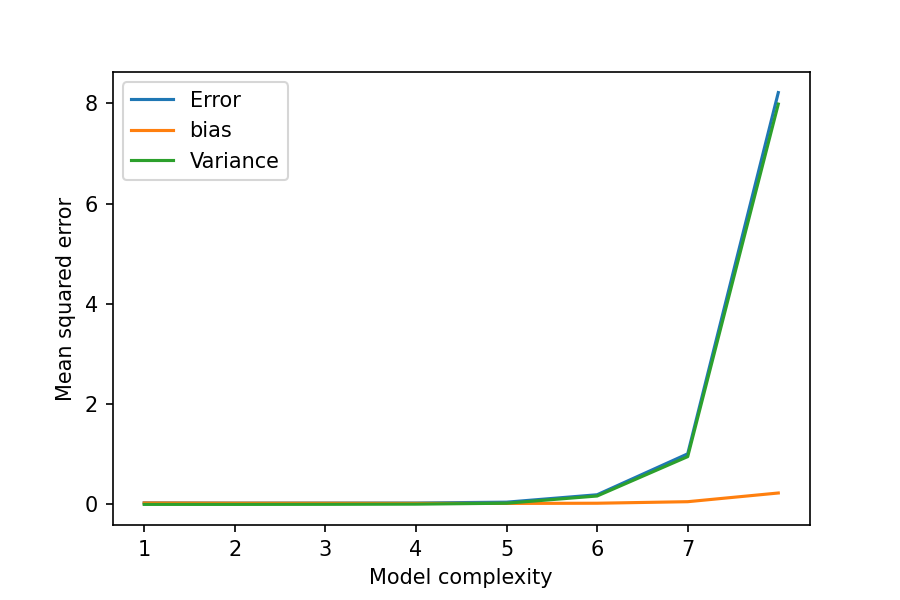 Error
bias
Variance
Mean squared error
8
6
4
2
0
1 2 3 4 5 6 7
Model complexity